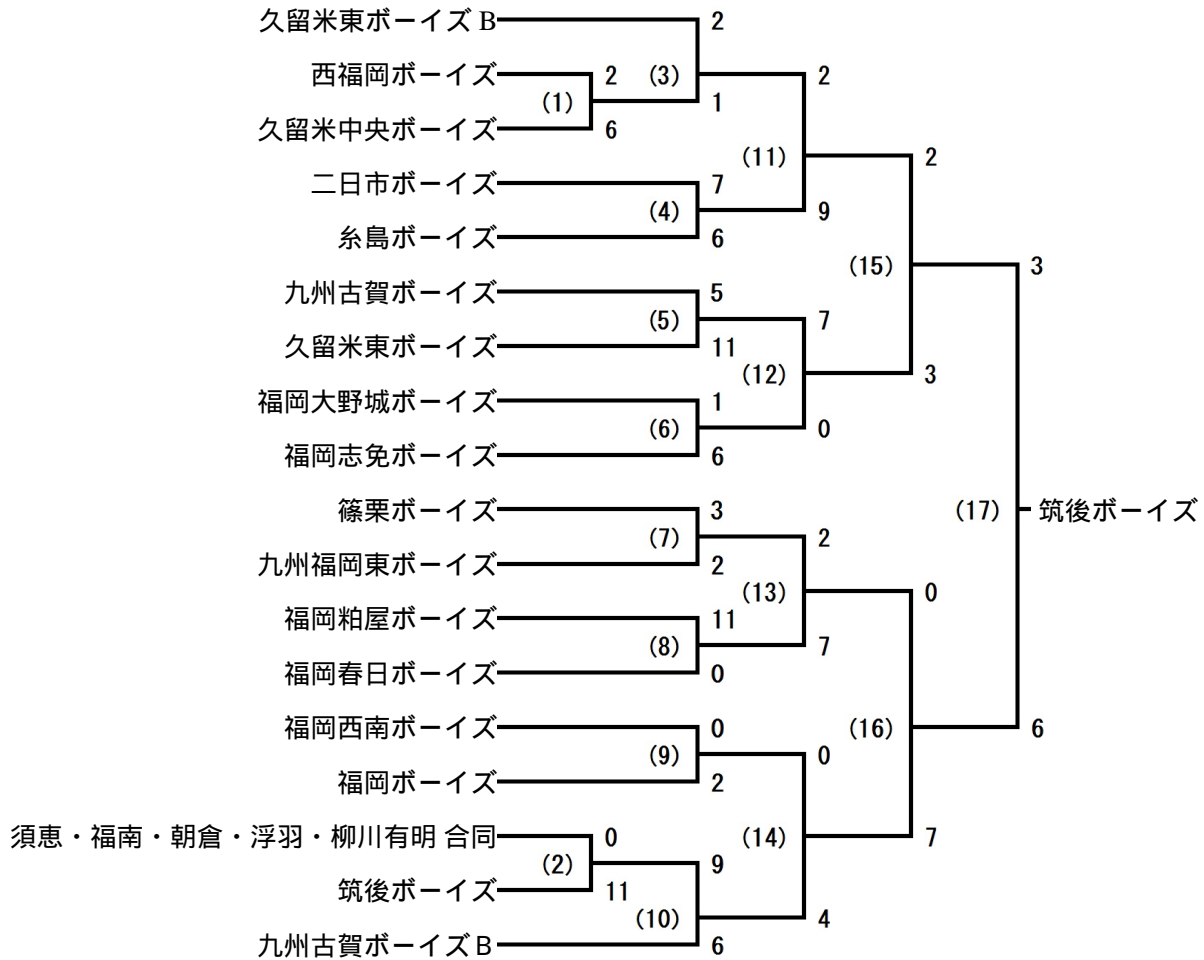 久留米東ボーイズ B
2
西福岡ボーイズ
2
(3)
2
(1)
1
久留米中央ボーイズ
6
(11)
2
二日市ボーイズ
7
(4)
9
糸島ボーイズ
6
(15)
3
九州古賀ボーイズ
5
(5)
7
久留米東ボーイズ
11
(12)
3
福岡大野城ボーイズ
1
(6)
0
福岡志免ボーイズ
6
篠栗ボーイズ
3
(17)
筑後ボーイズ
(7)
2
九州福岡東ボーイズ
2
(13)
0
福岡粕屋ボーイズ
11
(8)
7
福岡春日ボーイズ
0
福岡西南ボーイズ
0
(16)
6
(9)
0
福岡ボーイズ
2
須恵・福南・朝倉・浮羽・柳川有明 合同
0
(14)
7
(2)
9
筑後ボーイズ
11
(10)
4
九州古賀ボーイズ B
6